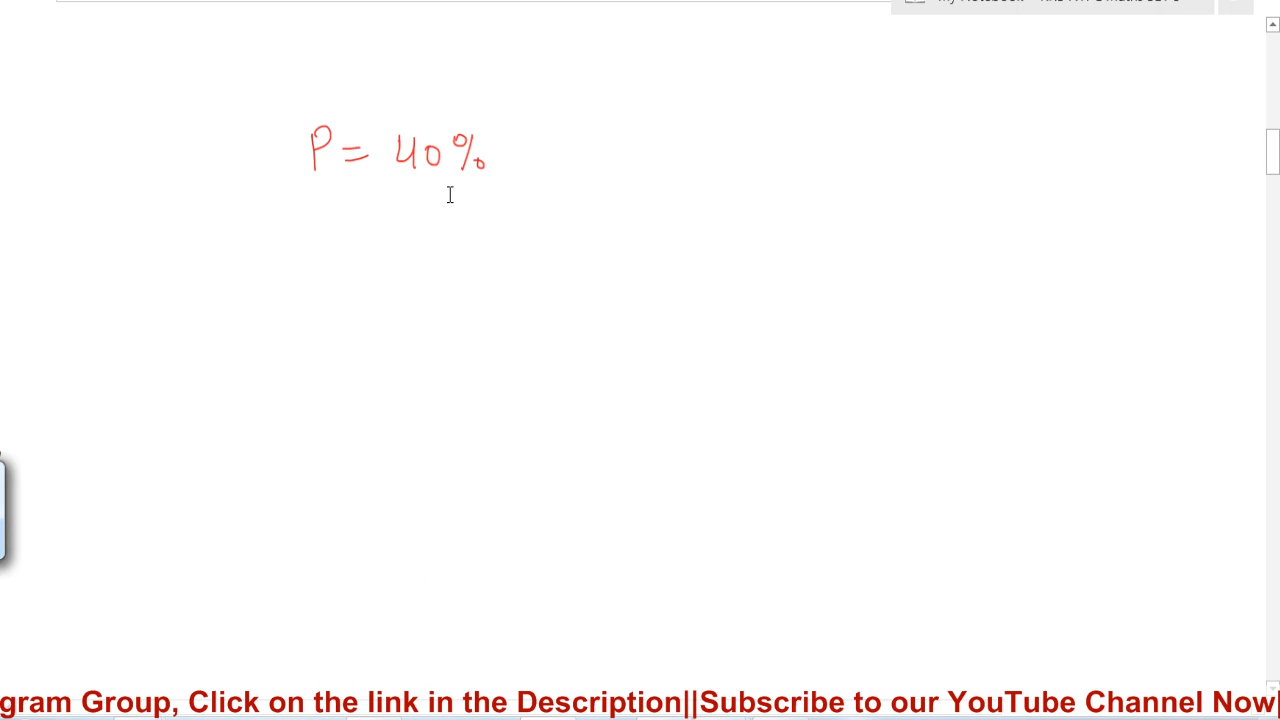 P = 40%
gram Group, Click on the link in the Description||Subscribe to our YouTube Channel Now